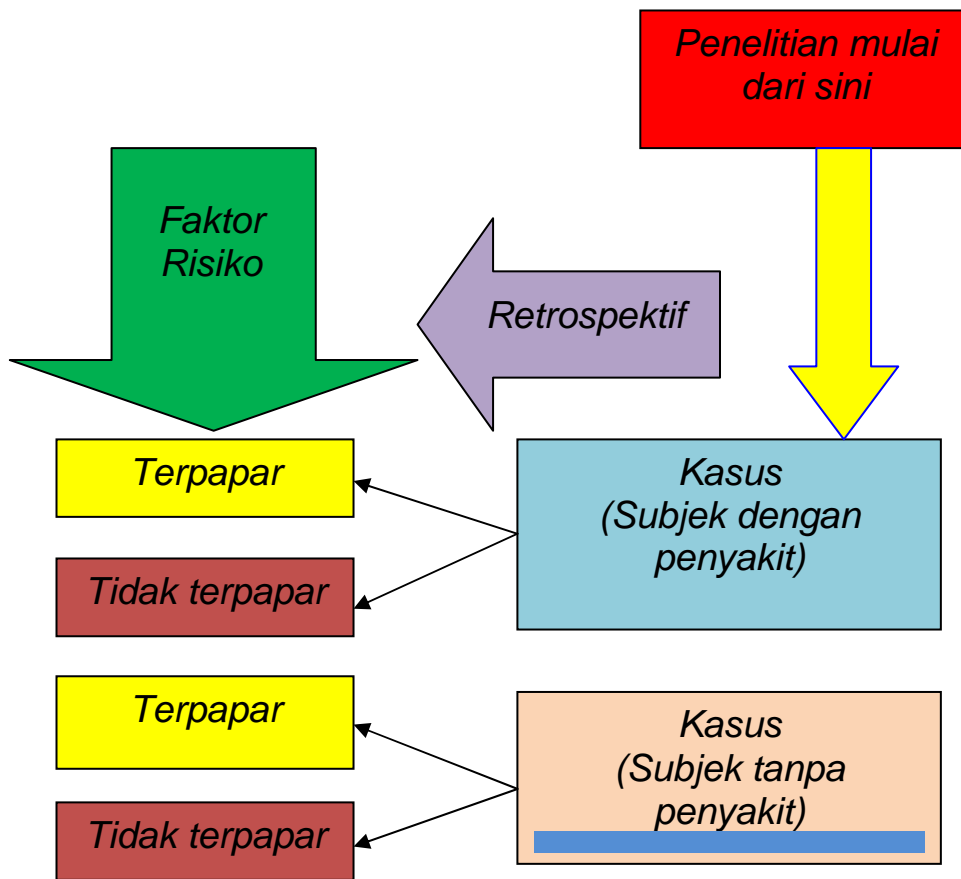 Penelitian mulai
dari sini
Faktor
Risiko
Retrospektif
Terpapar
Kasus
(Subjek dengan
penyakit)
Tidak terpapar
Terpapar
Kasus
(Subjek tanpa
penyakit)
Tidak terpapar